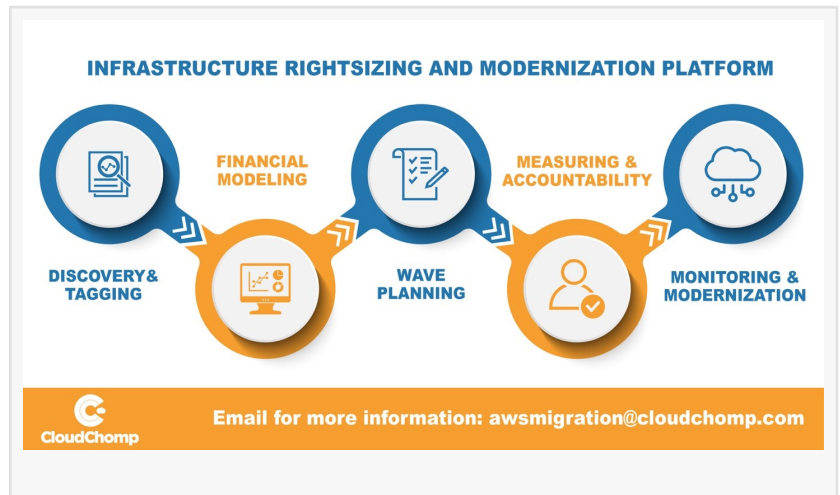 INFRASTRUCTURE RIGHTSIZING AND MODERNIZATION PLATFORM
DISCOVERY&
TAGGING
FINANCIAL
MODELING
WAVE
PLANNING
MEASURING &
ACCOUNTABILITY
MONITORING &
MODERNIZATION
CloudChomp
Email for more information: awsmigration@cloudchomp.com